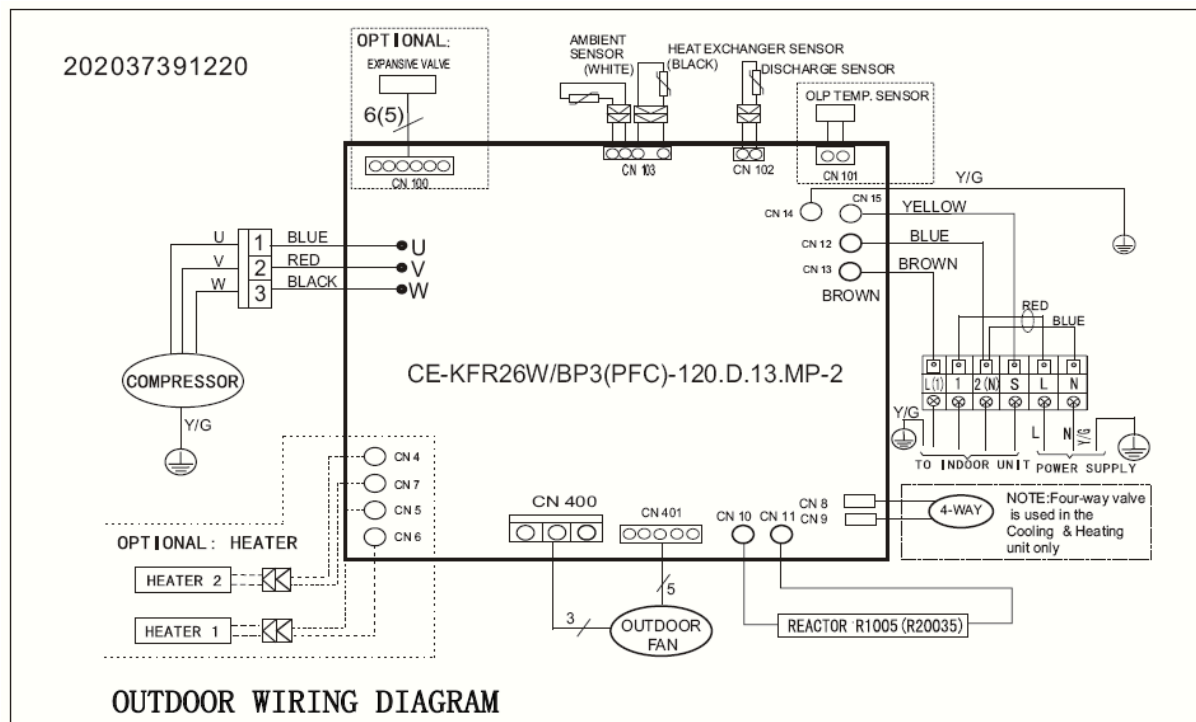 202037391220
OPTIONAL:
EXPANSIVE VALVE
6(5)
CN 100
AMBIENT
SENSOR
(WHITE)
HEAT EXCHANGER SENSOR
(BLACK)
DISCHARGE SENSOR
OLP TEMP. SENSOR
CN 103
CN 102
CN 101
Y/G
CN 14
CN 15
YELLOW
CN 12
BLUE
CN 13
BROWN
BROWN
U
1
BLUE
U
V
2
RED
V
W
3
BLACK
W
COMPRESSOR
Y/G
CE-KFR26W/BP3(PFC)-120.D.13.MP-2
RED
BLUE
L(1)
1
2(N)
S
L
N
Y/G
L
N
Y/G
TO INDOOR UNIT
POWER SUPPLY
CN 4
CN 7
CN 5
CN 6
OPTIONAL: HEATER
HEATER 2
HEATER 1
CN 400
CN 401
CN 10
CN 11
CN 8
CN 9
4-WAY
NOTE:Four-way valve
is used in the
Cooling & Heating
unit only
3
5
OUTDOOR
FAN
REACTOR R1005(R20035)
OUTDOOR WIRING DIAGRAM